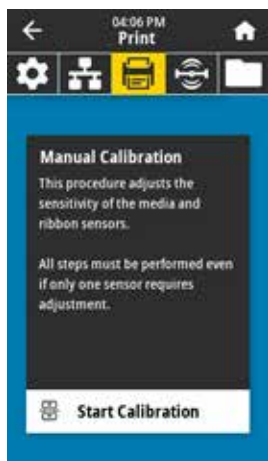 04:06 PM
Print
Manual Calibration
This procedure adjusts the
sensitivity of the media and
ribbon sensors.
All steps must be performed even
if only one sensor requires
adjustment.
Start Calibration